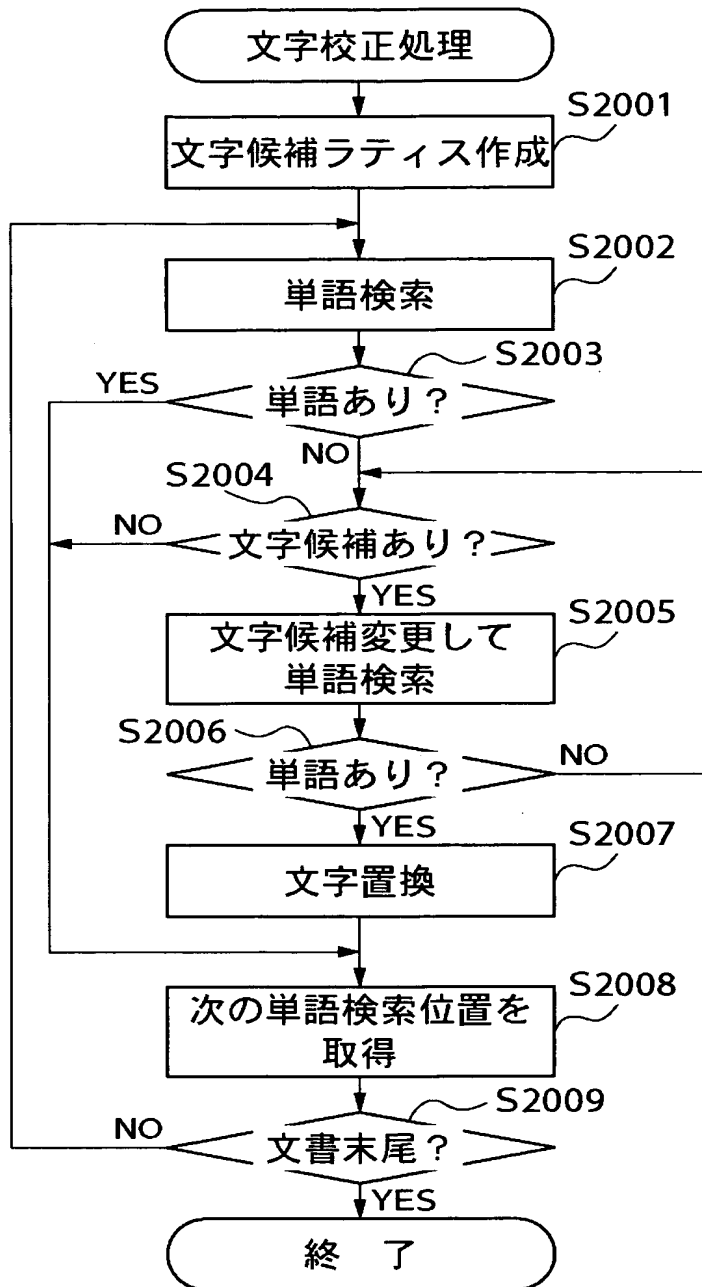 文字校正処理
S2001
文字候補ラティス作成
S2002
単語検索
S2003
YES
単語あり？
NO
S2004
NO
文字候補あり？
YES
S2005
文字候補変更して
単語検索
S2006
単語あり？
NO
YES
S2007
文字置換
S2008
次の単語検索位置を
取得
S2009
NO
文書末尾？
YES
終 了